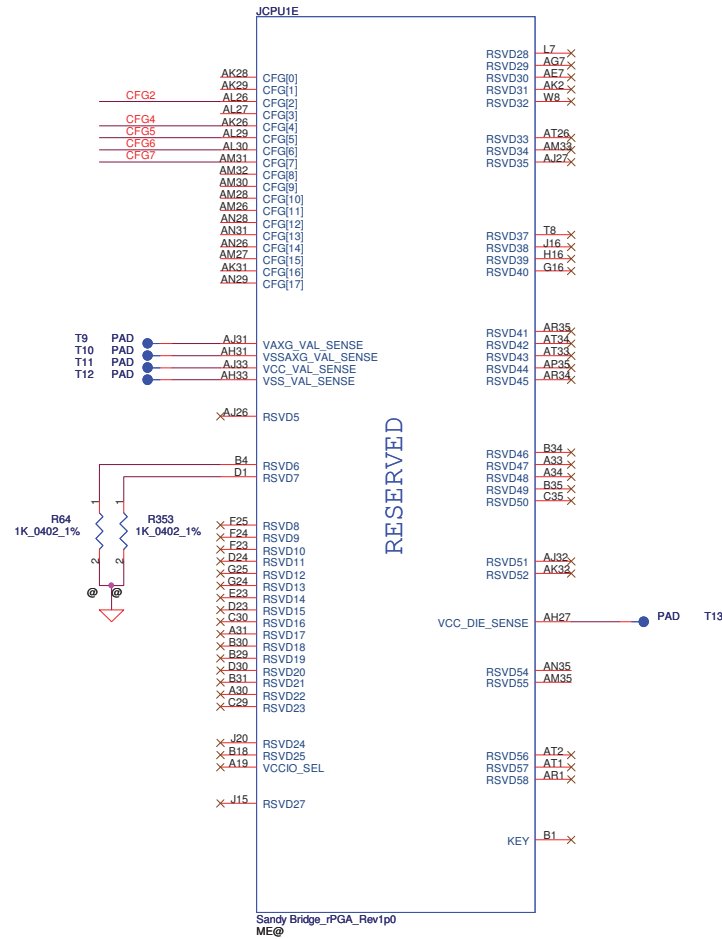 JCPU1E
AK28 CFG[0]
AK29 CFG[1]
CFG2 AL26 CFG[2]
AL27 CFG[3]
CFG4 AK26 CFG[4]
CFG5 AL29 CFG[5]
CFG6 AL30 CFG[6]
CFG7 AM31 CFG[7]
AM32 CFG[8]
AM30 CFG[9]
AM28 CFG[10]
AM26 CFG[11]
AN28 CFG[12]
AN31 CFG[13]
AN26 CFG[14]
AM27 CFG[15]
AK31 CFG[16]
AN29 CFG[17]
T9 PAD AJ31 VAXG_VAL_SENSE
T10 PAD AH31 VSSAXG_VAL_SENSE
T11 PAD AJ33 VCC_VAL_SENSE
T12 PAD AH33 VSS_VAL_SENSE
AJ26 RSVD5
B4 RSVD6
D1 RSVD7
1 1
R64 R353
1K_0402_1% 1K_0402_1%
2 2
@ @
F25 RSVD8
F24 RSVD9
F23 RSVD10
D24 RSVD11
G25 RSVD12
G24 RSVD13
E23 RSVD14
D23 RSVD15
C30 RSVD16
A31 RSVD17
B30 RSVD18
B29 RSVD19
D30 RSVD20
B31 RSVD21
A30 RSVD22
C29 RSVD23
J20 RSVD24
B18 RSVD25
A19 VCCIO_SEL
J15 RSVD27
RESERVED
RSVD28 L7
RSVD29 AG7
RSVD30 AE7
RSVD31 AK2
RSVD32 W8
RSVD33 AT26
RSVD34 AM33
RSVD35 AJ27
RSVD37 T8
RSVD38 J16
RSVD39 H16
RSVD40 G16
RSVD41 AR35
RSVD42 AT34
RSVD43 AT33
RSVD44 AP35
RSVD45 AR34
RSVD46 B34
RSVD47 A33
RSVD48 A34
RSVD49 B35
RSVD50 C35
RSVD51 AJ32
RSVD52 AK32
VCC_DIE_SENSE AH27 PAD T13
RSVD54 AN35
RSVD55 AM35
RSVD56 AT2
RSVD57 AT1
RSVD58 AR1
KEY B1
Sandy Bridge_rPGA_Rev1p0
ME@